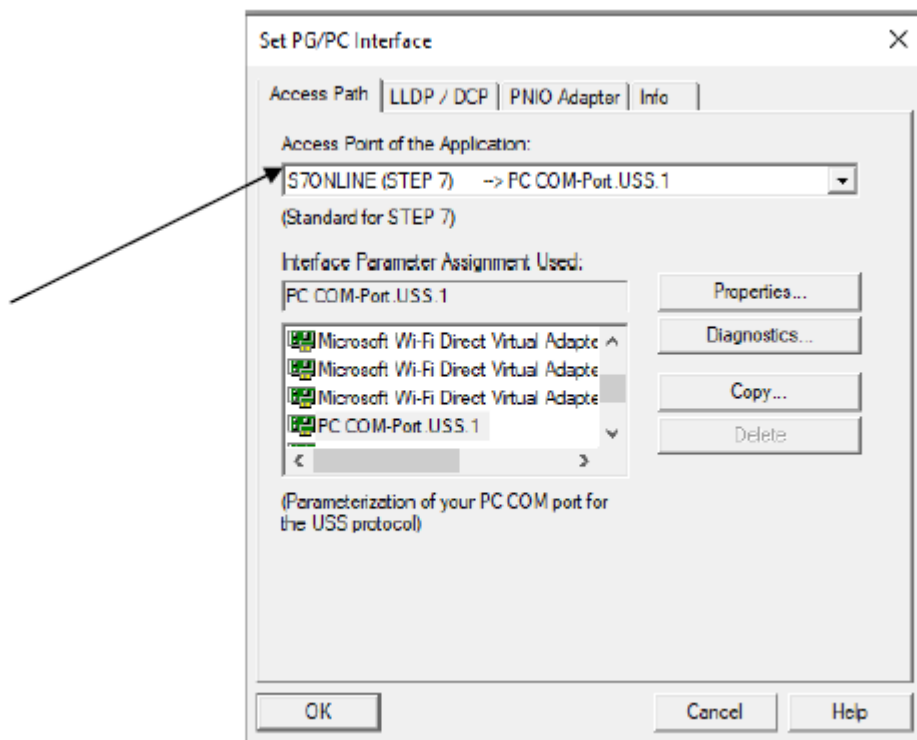 Set PG/PC Interface
Access Path LLDP / DCP PNIO Adapter Info
Access Point of the Application:
S7ONLINE (STEP 7) --> PC COM-Port.USS.1
(Standard for STEP 7)
Interface Parameter Assignment Used:
PC COM-Port.USS.1
Properties...
Diagnostics...
Copy...
Delete
Microsoft Wi-Fi Direct Virtual Adapte
Microsoft Wi-Fi Direct Virtual Adapte
Microsoft Wi-Fi Direct Virtual Adapte
PC COM-Port.USS.1
(Parameterization of your PC COM port for
the USS protocol)
OK Cancel Help